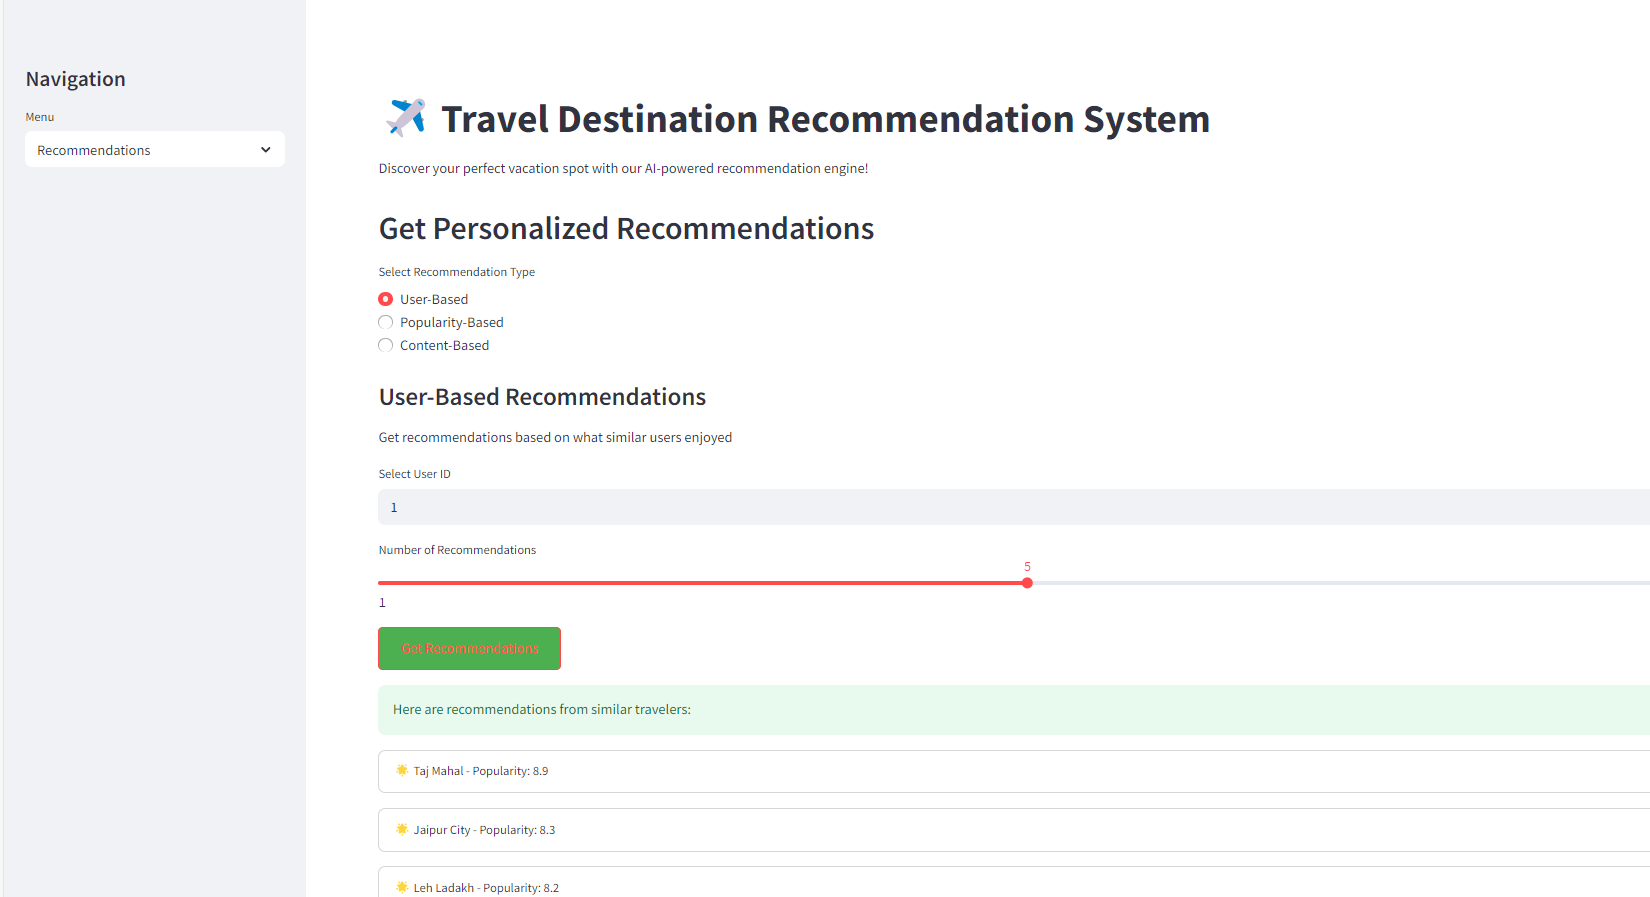 Navigation
Menu
Recommendations
Travel Destination Recommendation System
Discover your perfect vacation spot with our AI-powered recommendation engine!
Get Personalized Recommendations
Select Recommendation Type
User-Based
Popularity-Based
Content-Based
User-Based Recommendations
Get recommendations based on what similar users enjoyed
Select User ID
1
Number of Recommendations
5
1
Get Recommendations
Here are recommendations from similar travelers:
Taj Mahal - Popularity: 8.9
Jaipur City - Popularity: 8.3
Leh Ladakh - Popularity: 8.2